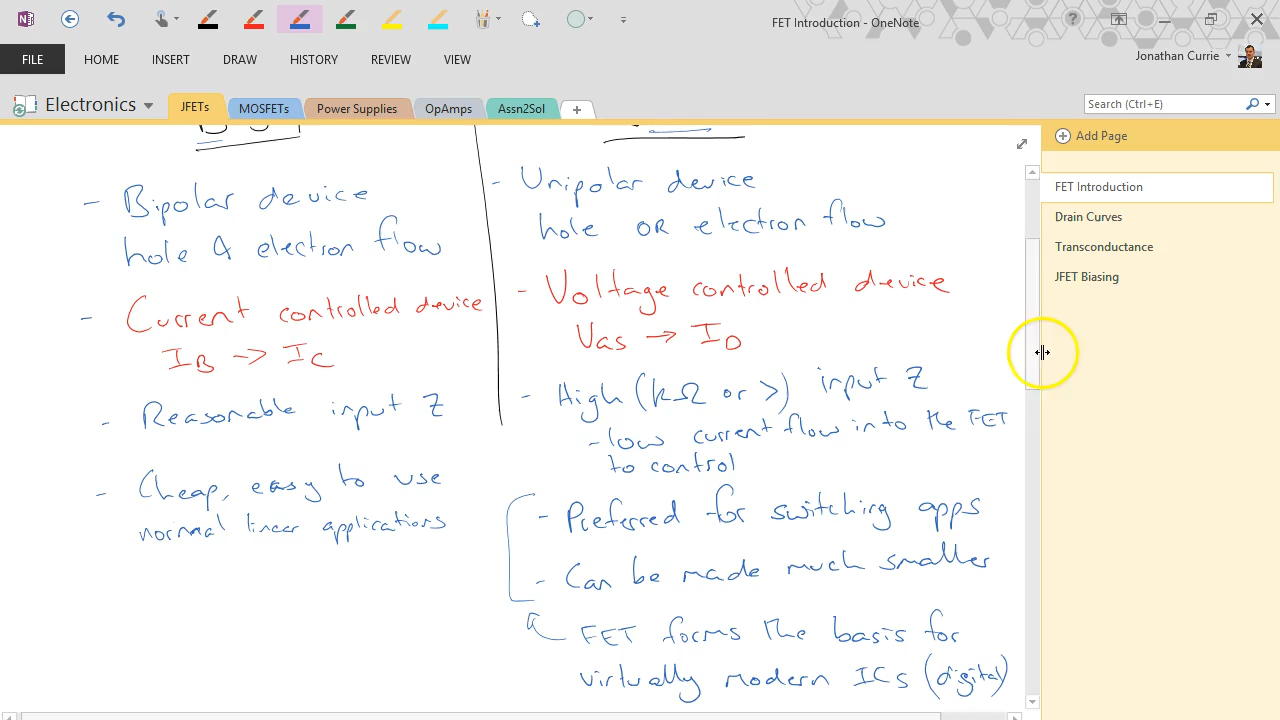 FET Introduction - OneNote
FILE
HOME
INSERT
DRAW
HISTORY
REVIEW
VIEW
Jonathan Currie
Electronics
JFETs
MOSFETs
Power Supplies
OpAmps
Assn2Sol
Search (Ctrl+E)
Add Page
FET Introduction
Drain Curves
Transconductance
JFET Biasing
- Bipolar device
hole & electron flow
- Current controlled device
IB -> IC
- Reasonable input Z
- Cheap, easy to use
normal linear applications
- Unipolar device
hole OR electron flow
- Voltage controlled device
VGS → ID
- High (kΩ or >) input Z
- low current flow into the FET
to control
- Preferred for switching apps
- Can be made much smaller
FET forms the basis for
virtually modern ICs (digital)